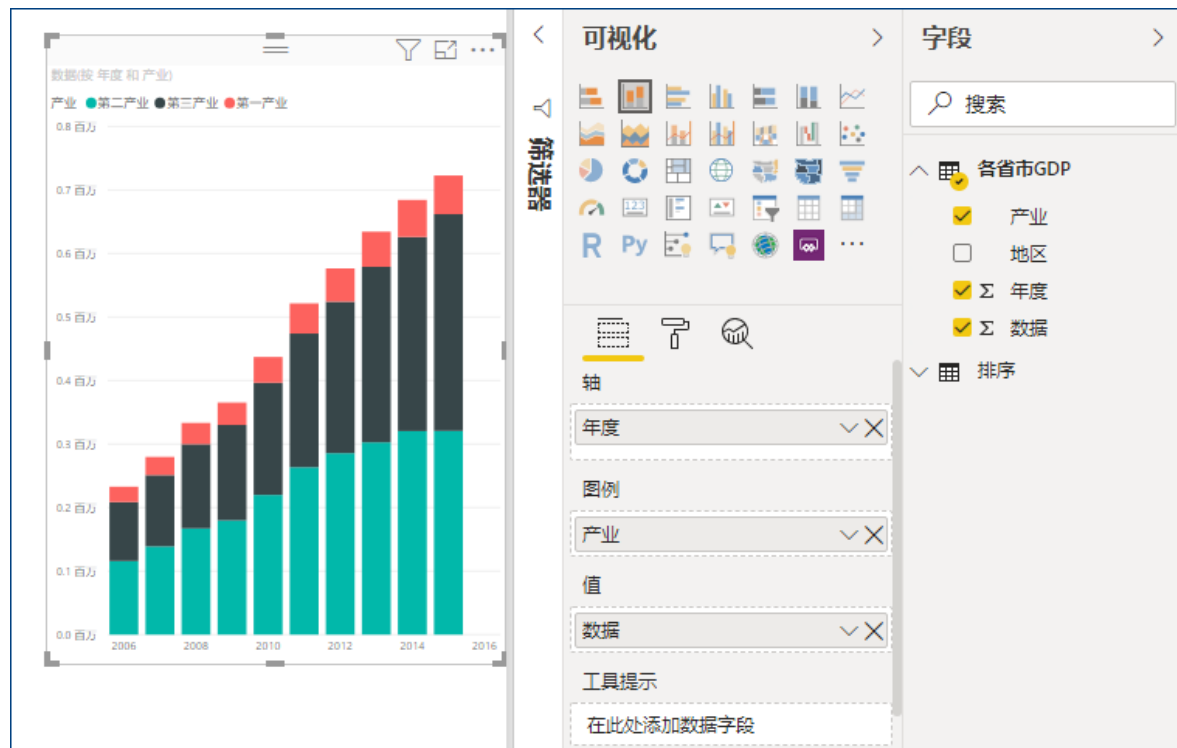 数据(按 年度 和 产业)
产业 第二产业 第三产业 第一产业
0.8 百万
0.7 百万
0.6 百万
0.5 百万
0.4 百万
0.3 百万
0.2 百万
0.1 百万
0.0 百万
2006 2008 2010 2012 2014 2016
筛选器
可视化
123
R Py
轴
年度
图例
产业
值
数据
工具提示
在此处添加数据字段
字段
搜索
各省市GDP
产业
地区
Σ 年度
Σ 数据
排序